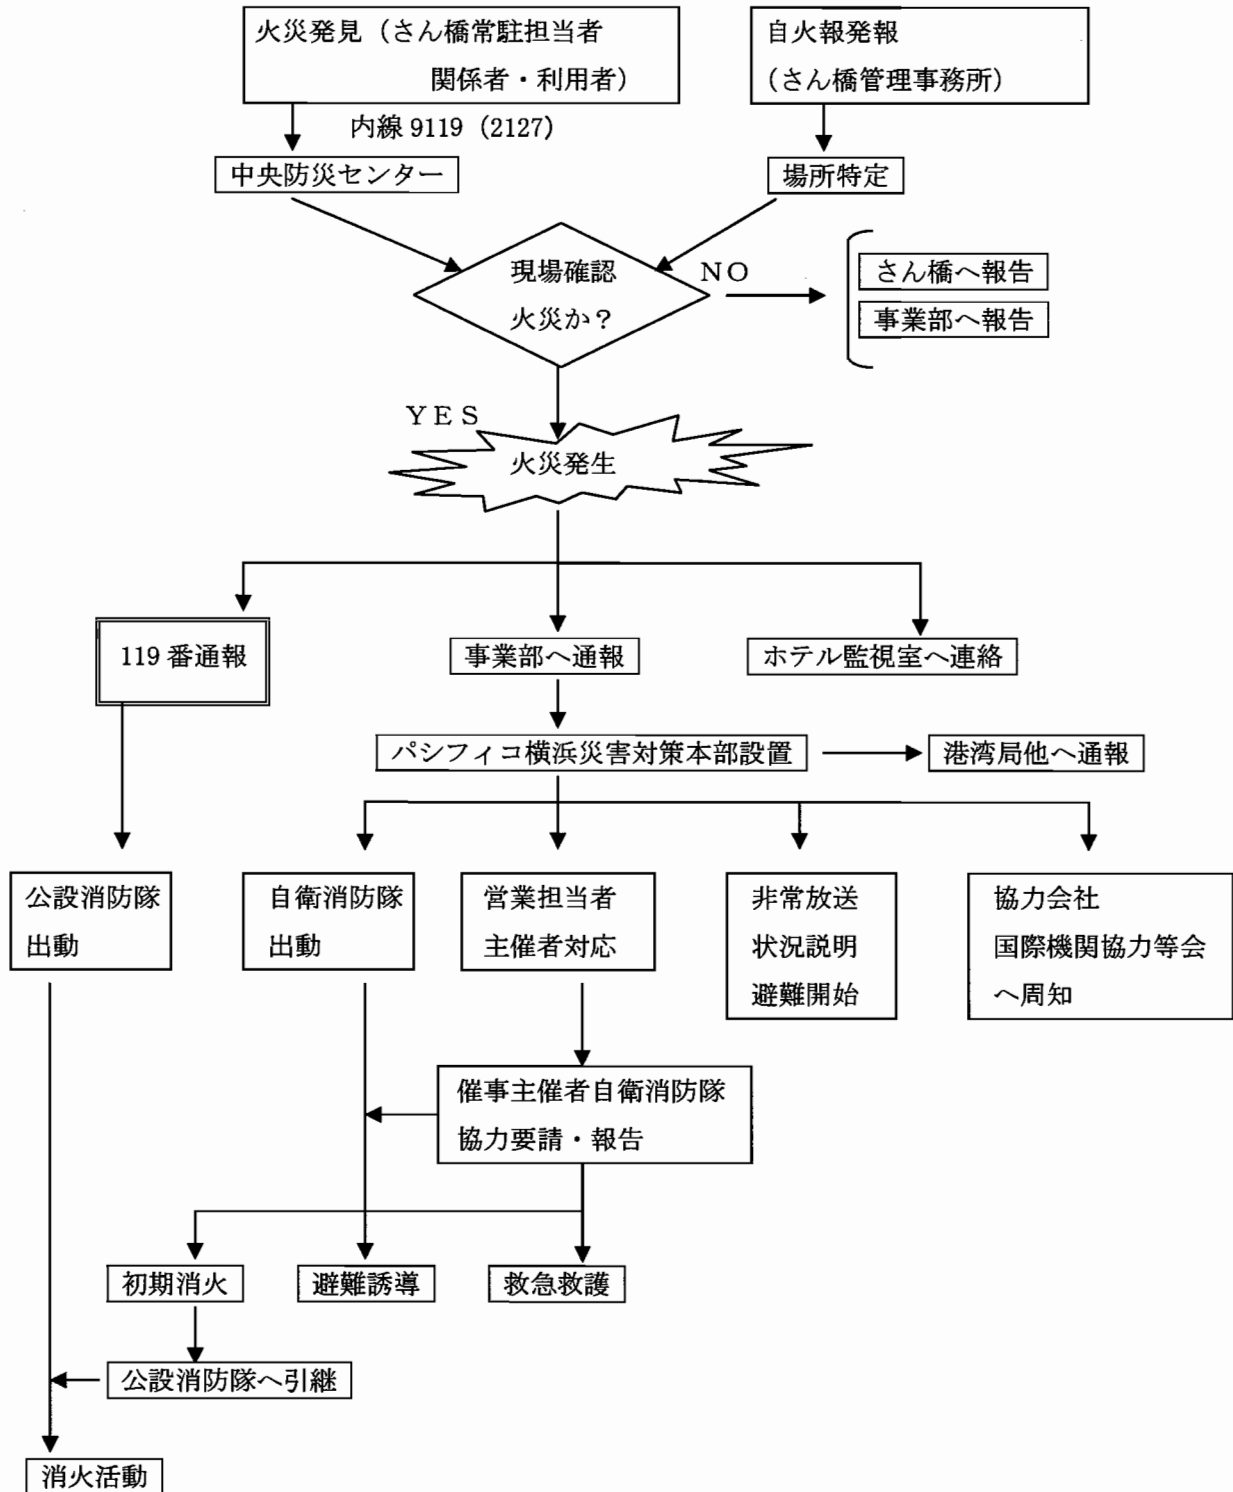 火災発見（さん橋常駐担当者
関係者・利用者）
自火報発報
（さん橋管理事務所）
内線 9119（2127）
中央防災センター
場所特定
現場確認
火災か？
NO
さん橋へ報告
事業部へ報告
YES
火災発生
119 番通報
事業部へ通報
ホテル監視室へ連絡
パシフィコ横浜災害対策本部設置
港湾局他へ通報
公設消防隊
出動
自衛消防隊
出動
営業担当者
主催者対応
非常放送
状況説明
避難開始
協力会社
国際機関協力等会
へ周知
催事主催者自衛消防隊
協力要請・報告
初期消火
避難誘導
救急救護
公設消防隊へ引継
消火活動